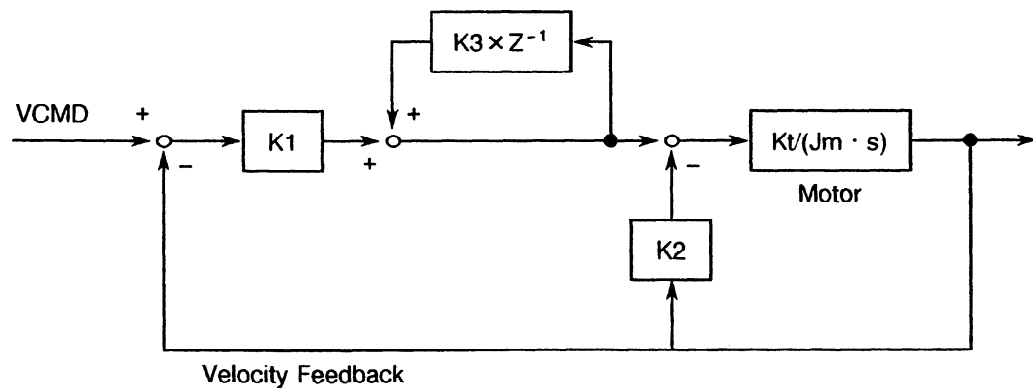 K3 × Z⁻¹
+
+
VCMD
+
−
K1
+
−
Kt/(Jm · s)
Motor
K2
Velocity Feedback